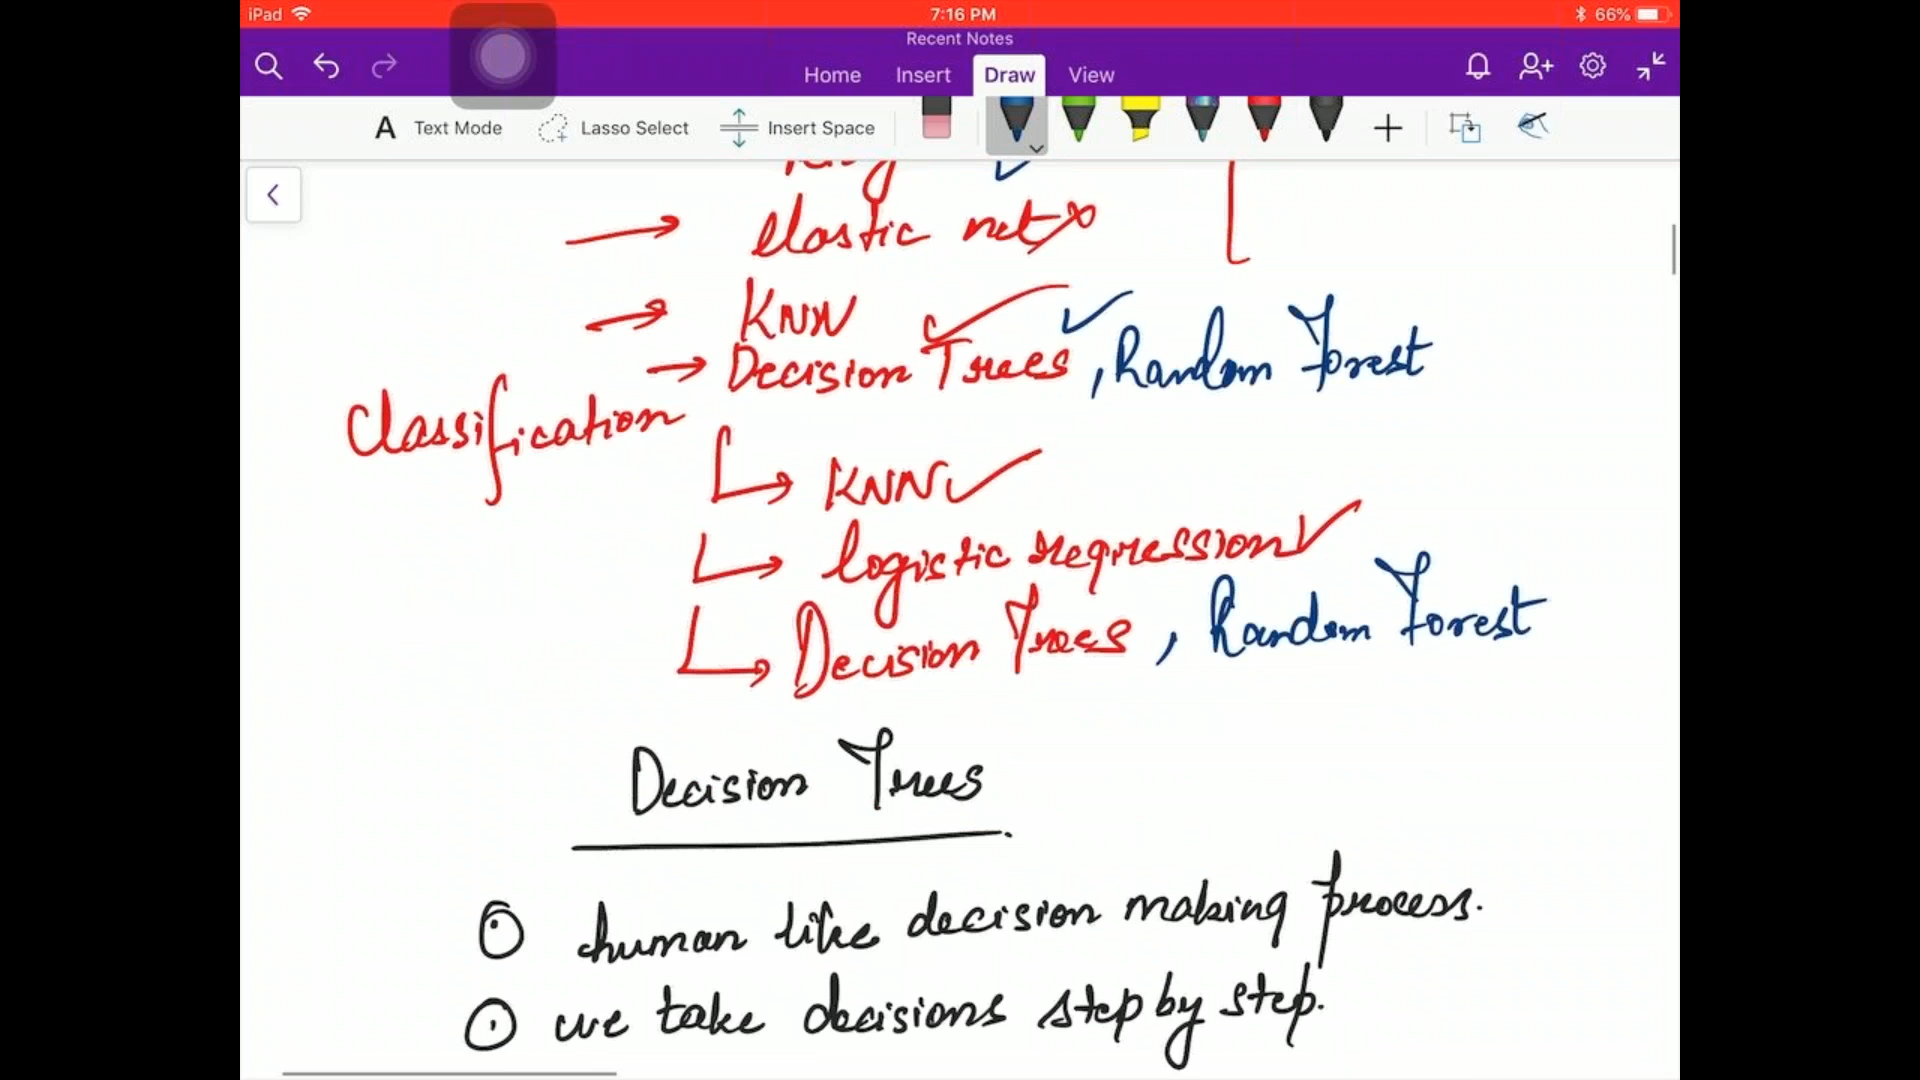 iPad 7:16 PM 66%
Recent Notes
Home Insert Draw View
A Text Mode Lasso Select Insert Space
→ elastic net
→ KNN
→ Decision Trees, Random Forest
Classification
KNN
logistic regression
Decision Trees, Random Forest
Decision Trees
human like decision making process.
we take decisions step by step.